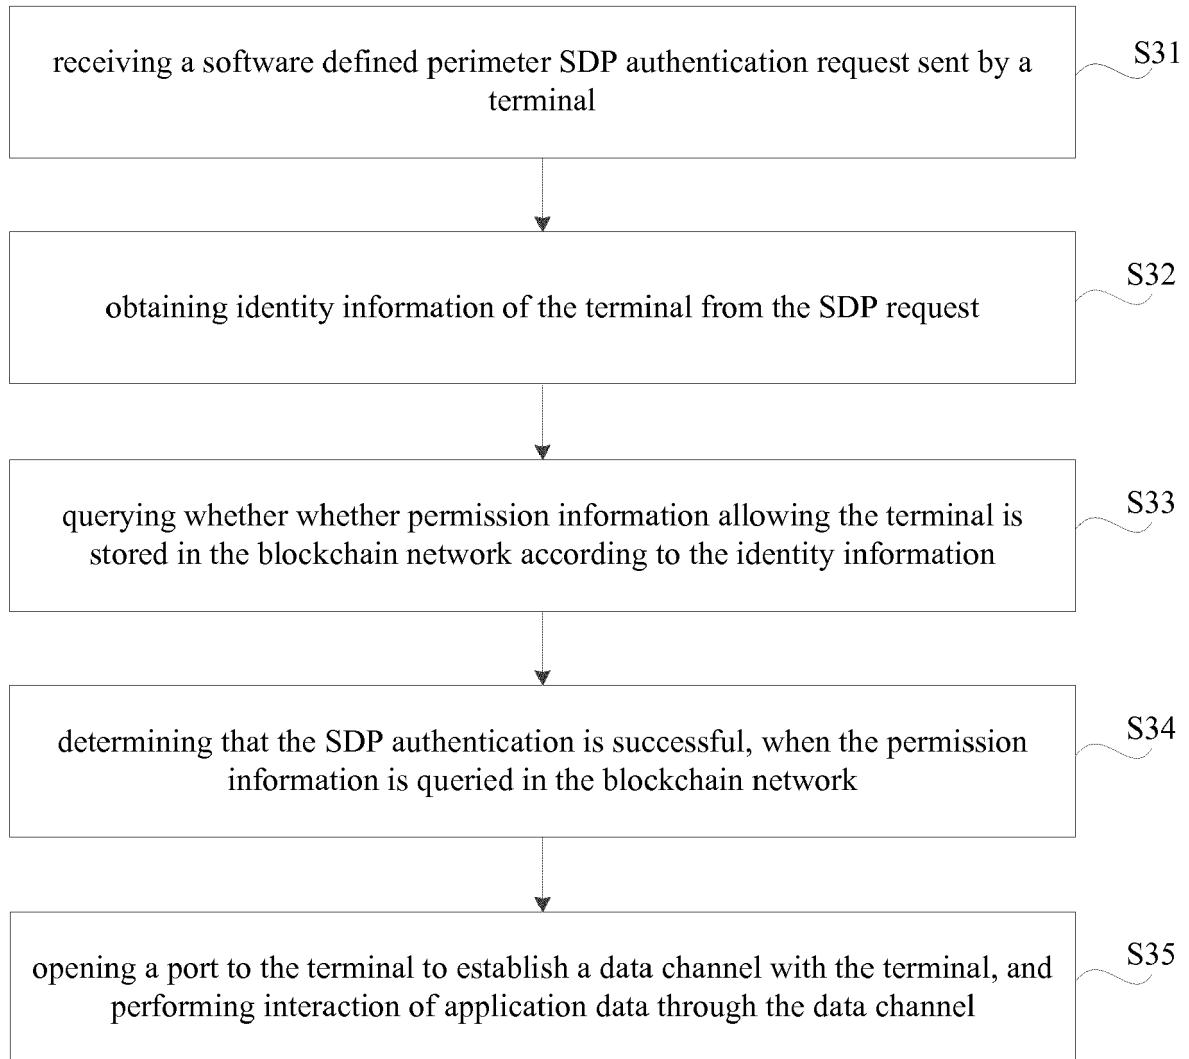 receiving a software defined perimeter SDP authentication request sent by a
terminal
S31
obtaining identity information of the terminal from the SDP request
S32
querying whether whether permission information allowing the terminal is
stored in the blockchain network according to the identity information
S33
determining that the SDP authentication is successful, when the permission
information is queried in the blockchain network
S34
opening a port to the terminal to establish a data channel with the terminal, and
performing interaction of application data through the data channel
S35